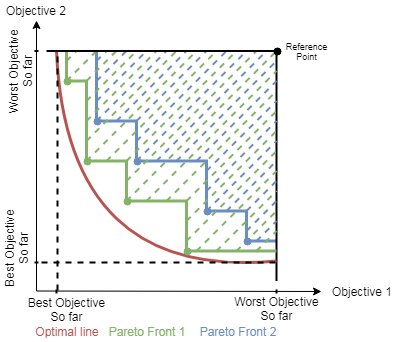 Objective 2
Worst Objective
So far
Reference
Point
Best Objective
So far
Objective 1
Best Objective
So far
Worst Objective
So far
Optimal line Pareto Front 1 Pareto Front 2